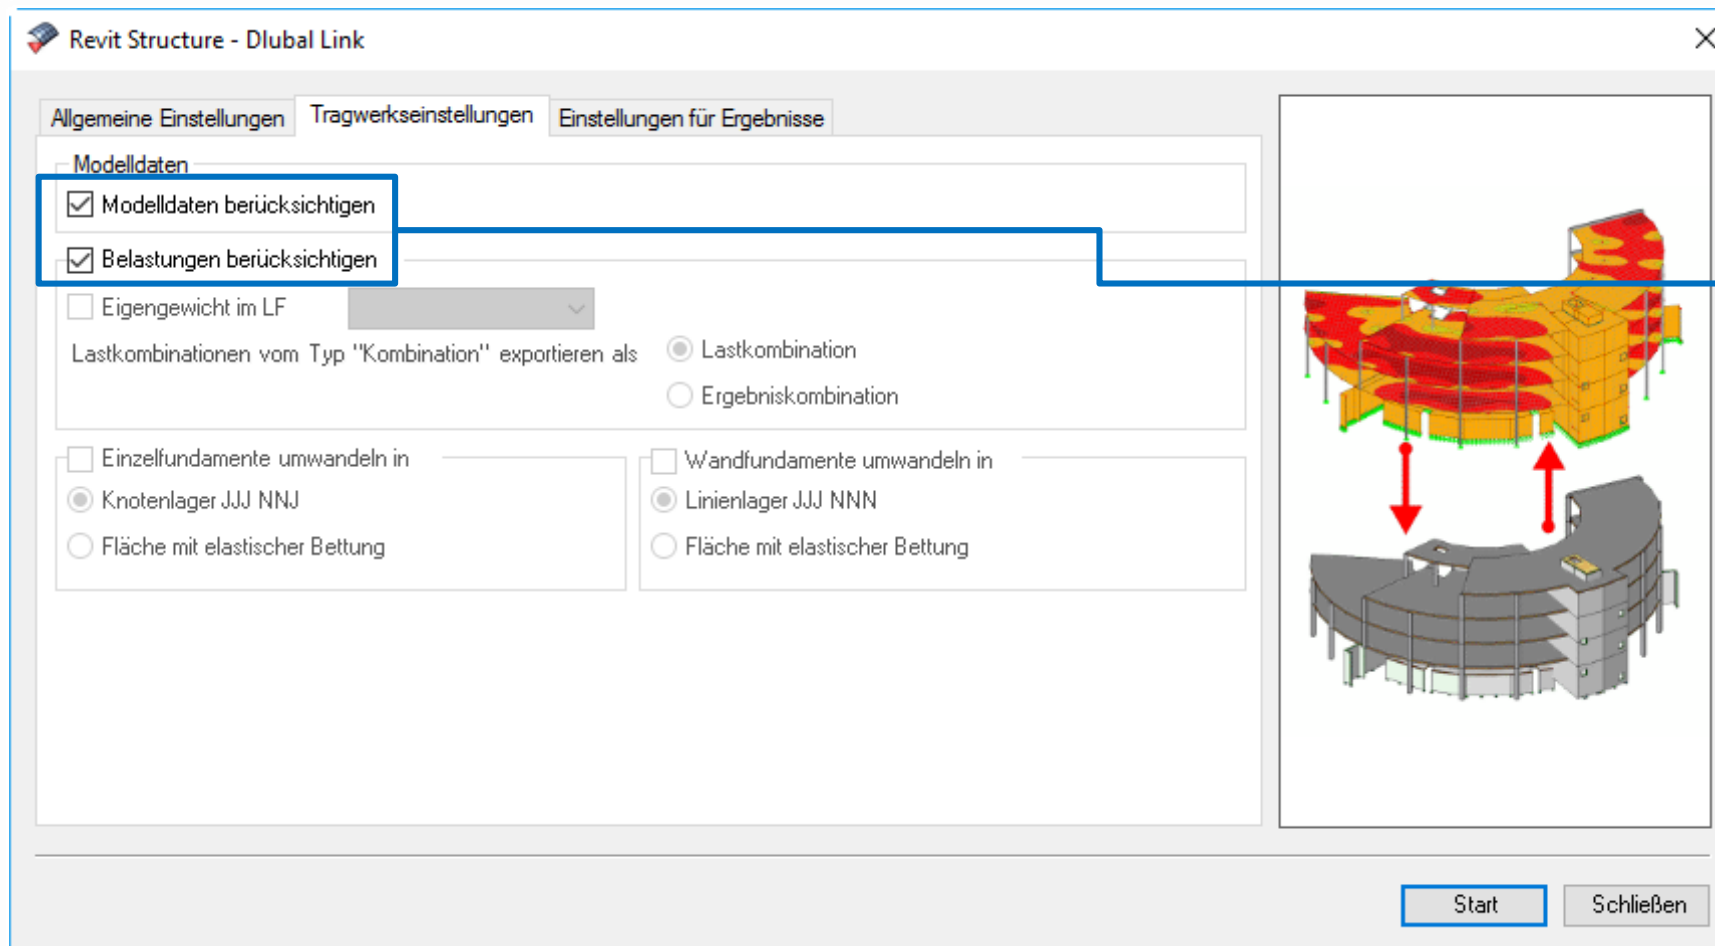 Revit Structure - Dlubal Link
Allgemeine Einstellungen Tragwerkseinstellungen Einstellungen für Ergebnisse
Modelldaten
Modelldaten berücksichtigen
Belastungen berücksichtigen
Eigengewicht im LF
Lastkombinationen vom Typ "Kombination" exportieren als
Lastkombination
Ergebniskombination
Einzelfundamente umwandeln in
Knotenlager JJJ NNJ
Fläche mit elastischer Bettung
Wandfundamente umwandeln in
Linienlager JJJ NNN
Fläche mit elastischer Bettung
Start Schließen